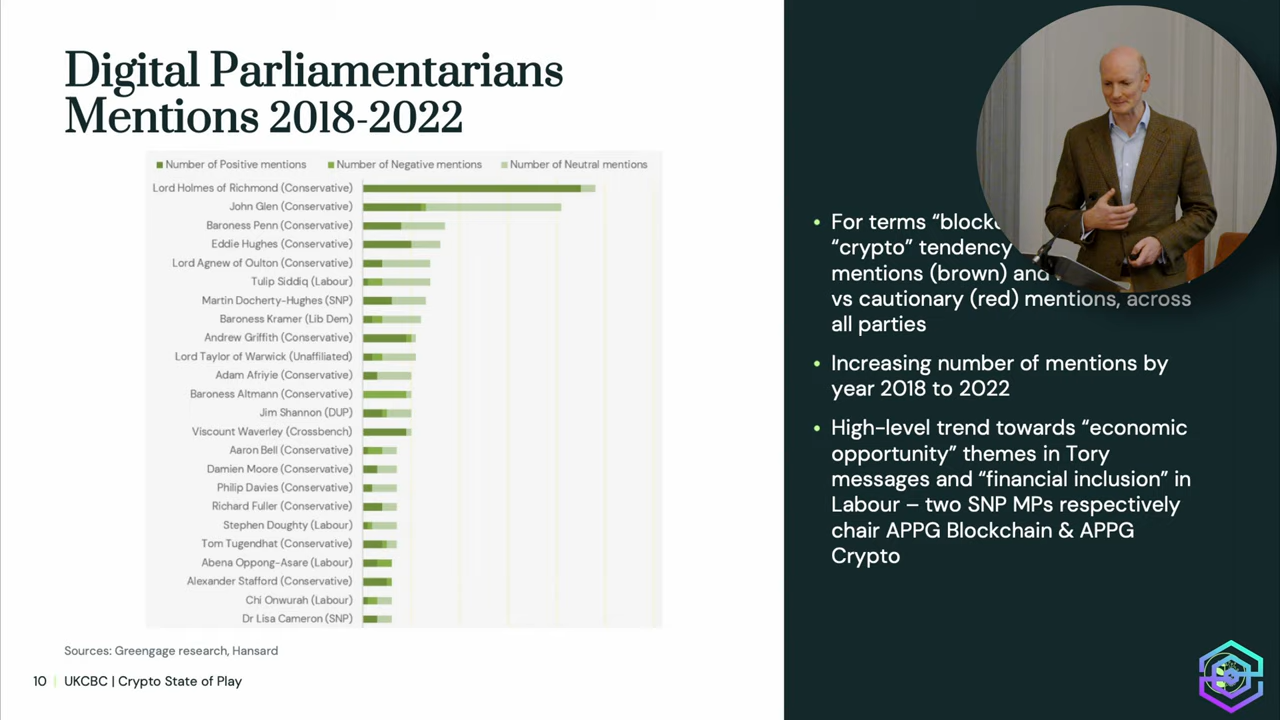 Digital Parliamentarians
Mentions 2018-2022
Number of Positive mentions
Number of Negative mentions
Number of Neutral mentions
Lord Holmes of Richmond (Conservative)
John Glen (Conservative)
Baroness Penn (Conservative)
Eddie Hughes (Conservative)
Lord Agnew of Oulton (Conservative)
Tulip Siddiq (Labour)
Martin Docherty-Hughes (SNP)
Baroness Kramer (Lib Dem)
Andrew Griffith (Conservative)
Lord Taylor of Warwick (Unaffiliated)
Adam Afriyie (Conservative)
Baroness Altmann (Conservative)
Jim Shannon (DUP)
Viscount Waverley (Crossbench)
Aaron Bell (Conservative)
Damien Moore (Conservative)
Philip Davies (Conservative)
Richard Fuller (Conservative)
Stephen Doughty (Labour)
Tom Tugendhat (Conservative)
Abena Oppong-Asare (Labour)
Alexander Stafford (Conservative)
Chi Onwurah (Labour)
Dr Lisa Cameron (SNP)
Sources: Greengage research, Hansard
10 | UKCBC | Crypto State of Play
• For terms
“crypto” tendency
mentions (brown) and
vs cautionary (red) mentions, across
all parties
• Increasing number of mentions by
year 2018 to 2022
• High-level trend towards “economic
opportunity” themes in Tory
messages and “financial inclusion” in
Labour – two SNP MPs respectively
chair APPG Blockchain & APPG
Crypto